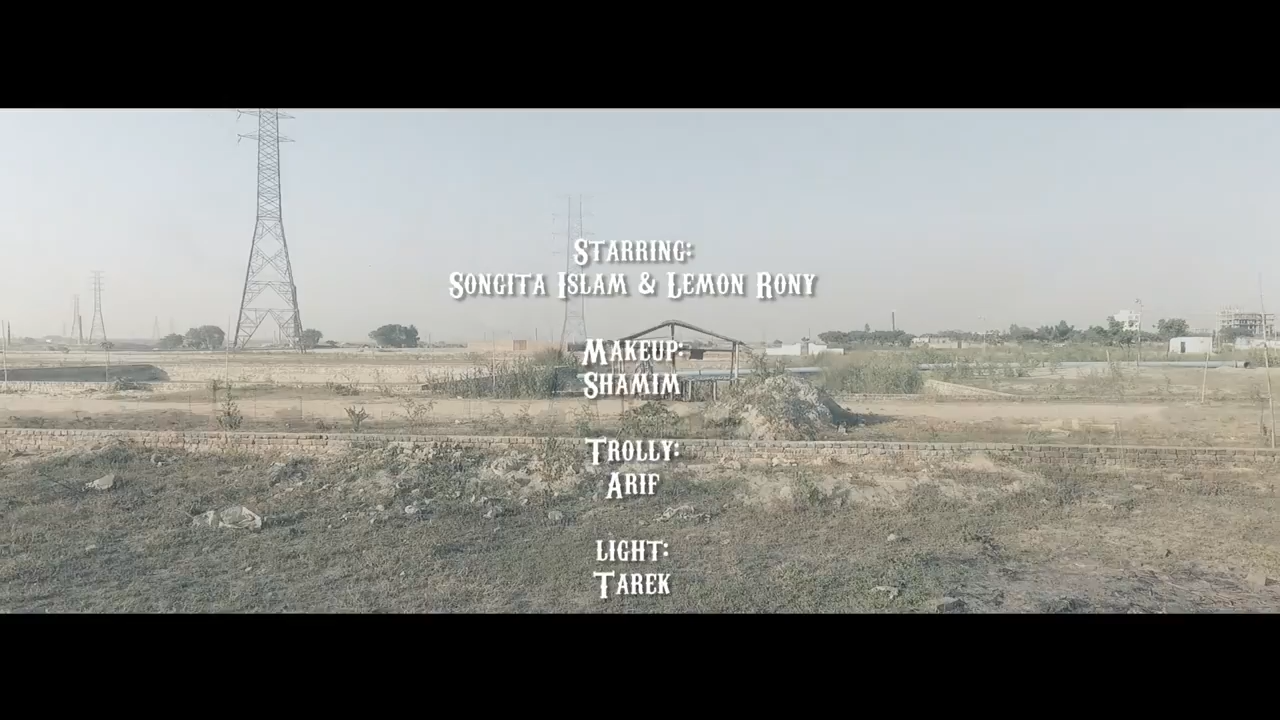 Starring:
Songita Islam & Lemon Rony
Makeup:
Shamim
Trolly:
Arif
Light:
Tarek